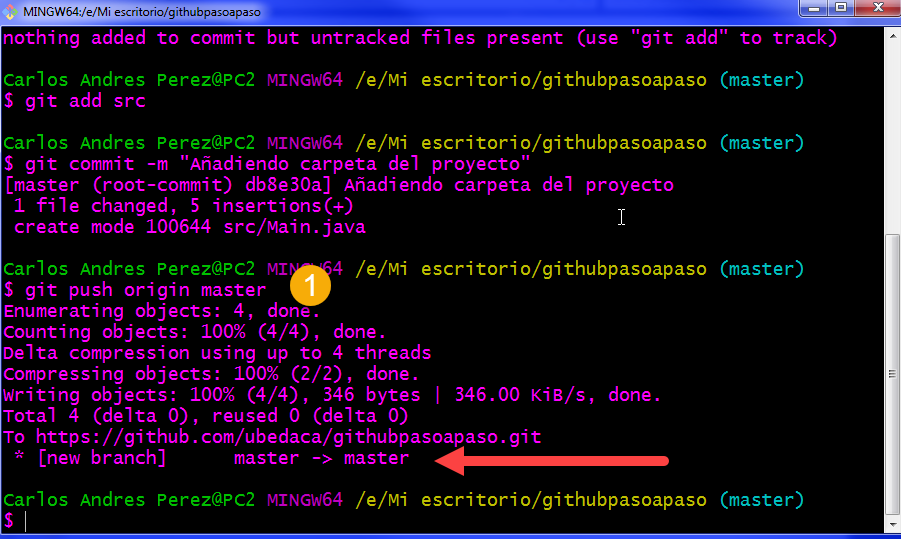 MINGW64:/e/Mi escritorio/githubpasoapaso
nothing added to commit but untracked files present (use "git add" to track)
Carlos Andres Perez@PC2 MINGW64 /e/Mi escritorio/githubpasoapaso (master)
$ git add src
Carlos Andres Perez@PC2 MINGW64 /e/Mi escritorio/githubpasoapaso (master)
$ git commit -m "Añadiendo carpeta del proyecto"
[master (root-commit) db8e30a] Añadiendo carpeta del proyecto
 1 file changed, 5 insertions(+)
 create mode 100644 src/Main.java
Carlos Andres Perez@PC2 MINGW64 /e/Mi escritorio/githubpasoapaso (master)
$ git push origin master
1
Enumerating objects: 4, done.
Counting objects: 100% (4/4), done.
Delta compression using up to 4 threads
Compressing objects: 100% (2/2), done.
Writing objects: 100% (4/4), 346 bytes | 346.00 KiB/s, done.
Total 4 (delta 0), reused 0 (delta 0)
To https://github.com/ubedaca/githubpasoapaso.git
 * [new branch]      master -> master
Carlos Andres Perez@PC2 MINGW64 /e/Mi escritorio/githubpasoapaso (master)
$